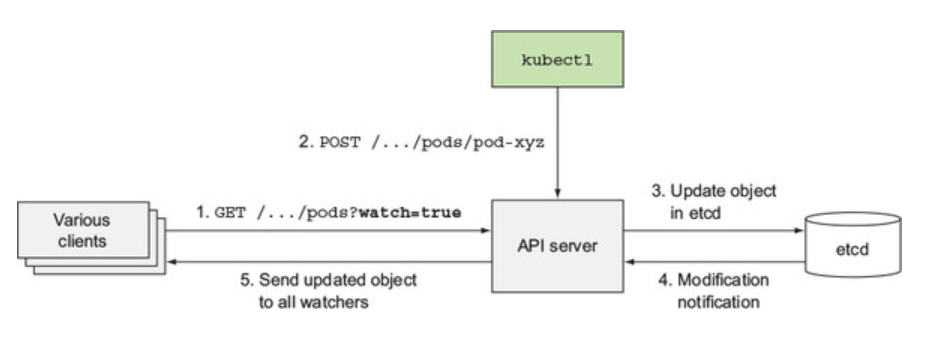 kubectl
2. POST /.../pods/pod-xyz
3. Update object
in etcd
Various
clients
1. GET /.../pods?watch=true
API server
etcd
5. Send updated object
to all watchers
4. Modification
notification